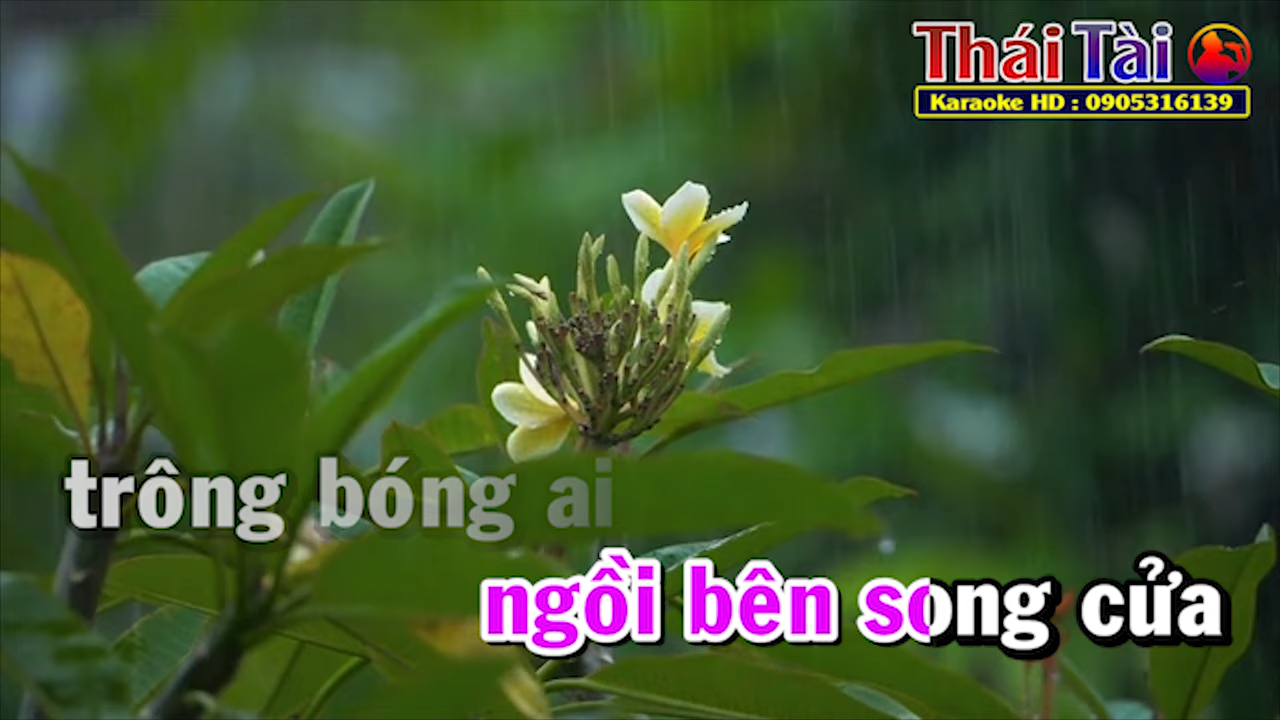 Thái Tài
Karaoke HD : 0905316139
trông bóng ai
ngồi bên song cửa